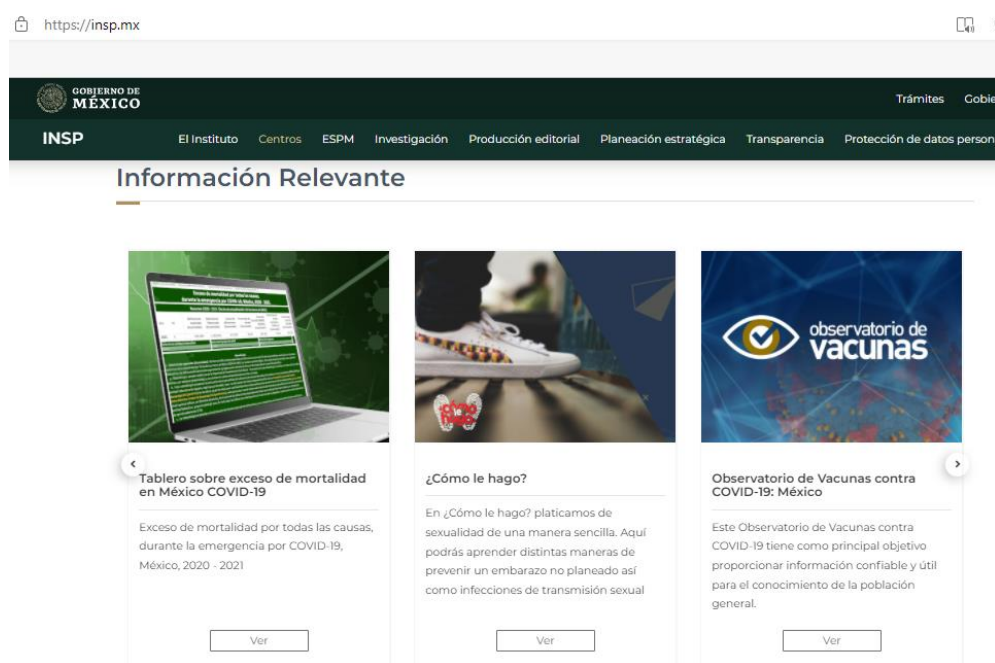 https://insp.mx
GOBIERNO DE
MÉXICO
Trámites Gobie
INSP El Instituto Centros ESPM Investigación Producción editorial Planeación estratégica Transparencia Protección de datos person
Información Relevante
observatorio de
vacunas
Tablero sobre exceso de mortalidad
en México COVID-19
Exceso de mortalidad por todas las causas,
durante la emergencia por COVID-19,
México, 2020 - 2021
Ver
¿Cómo le hago?
En ¿Cómo le hago? platicamos de
sexualidad de una manera sencilla. Aquí
podrás aprender distintas maneras de
prevenir un embarazo no planeado así
como infecciones de transmisión sexual
Ver
Observatorio de Vacunas contra
COVID-19: México
Este Observatorio de Vacunas contra
COVID-19 tiene como principal objetivo
proporcionar información confiable y útil
para el conocimiento de la población
general.
Ver